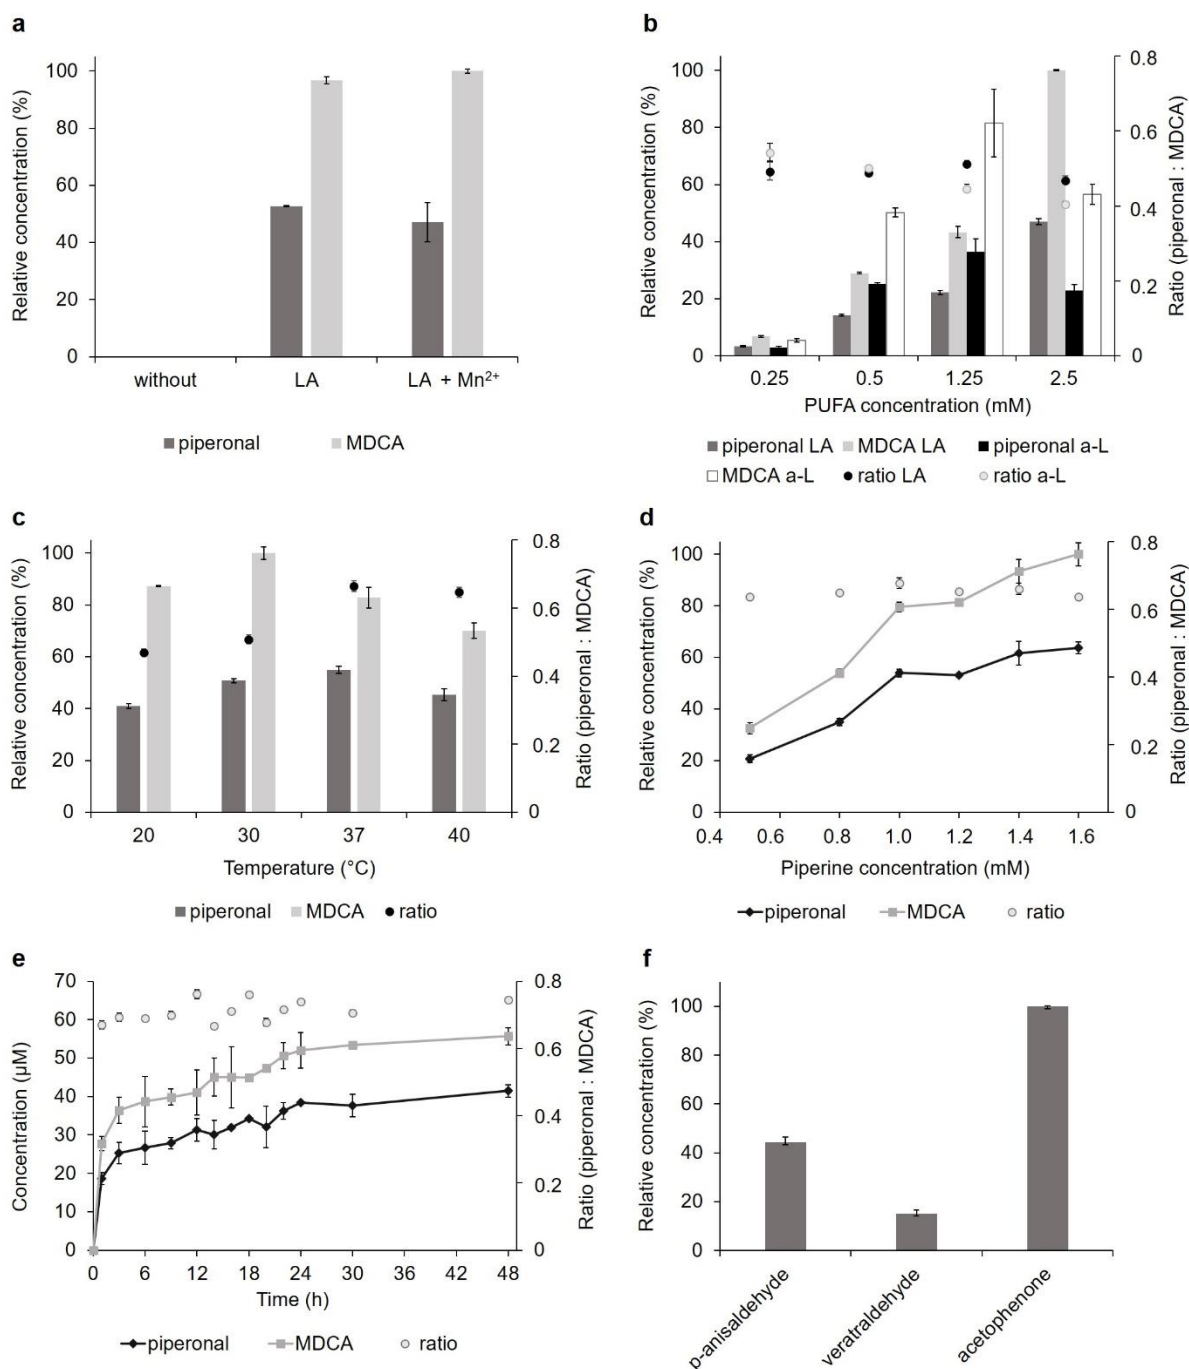 a
Relative concentration (%)
100
80
60
40
20
0
without LA LA + Mn²⁺
piperonal MDCA
b
Relative concentration (%)
100
80
60
40
20
0
0.8
0.6
0.4
0.2
0
Ratio (piperonal : MDCA)
0.25 0.5 1.25 2.5
PUFA concentration (mM)
piperonal LA MDCA LA piperonal a-L
MDCA a-L ratio LA ratio a-L
c
Relative concentration (%)
100
80
60
40
20
0
0.8
0.6
0.4
0.2
0
Ratio (piperonal : MDCA)
20 30 37 40
Temperature (°C)
piperonal MDCA ratio
d
Relative concentration (%)
100
80
60
40
20
0
0.8
0.6
0.4
0.2
0
Ratio (piperonal : MDCA)
0.4 0.6 0.8 1.0 1.2 1.4 1.6
Piperine concentration (mM)
piperonal MDCA ratio
e
Concentration (µM)
70
60
50
40
30
20
10
0
0.8
0.6
0.4
0.2
0
Ratio (piperonal : MDCA)
0 6 12 18 24 30 36 42 48
Time (h)
piperonal MDCA ratio
f
Relative concentration (%)
100
80
60
40
20
0
p-anisaldehyde
veratraldehyde
acetophenone